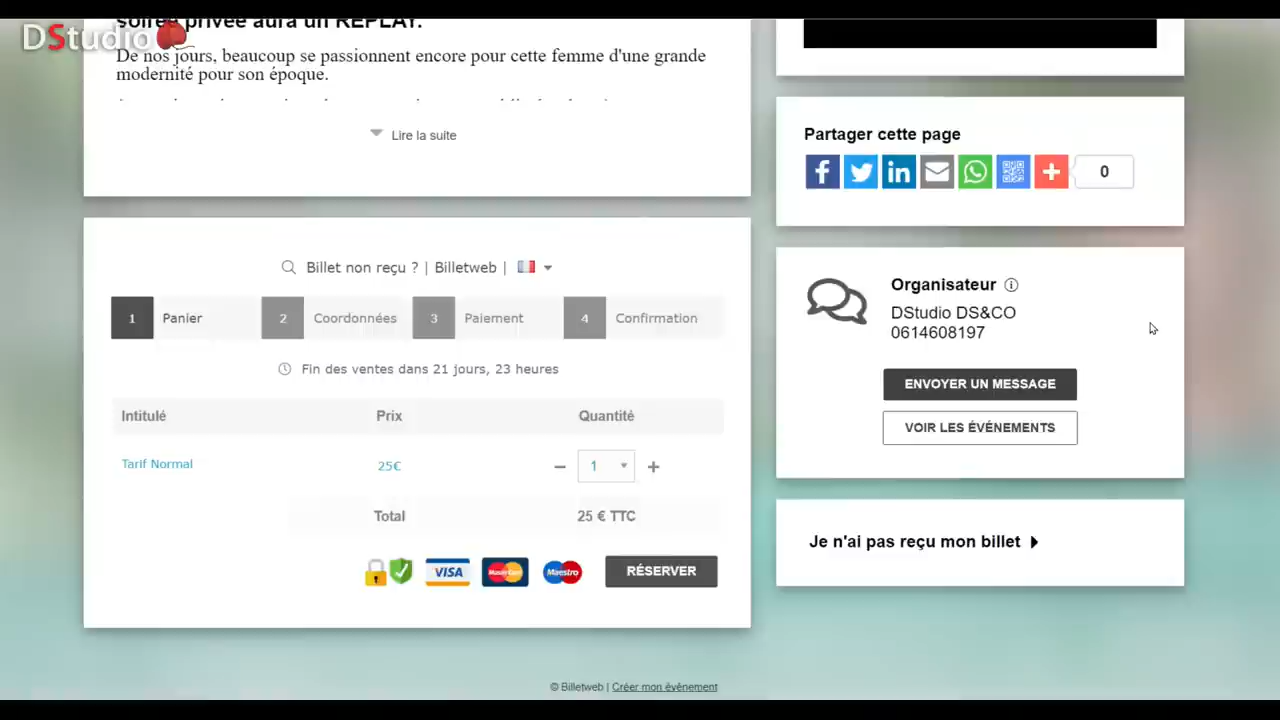 DStudio
soirée privée aura un REPLAY.
De nos jours, beaucoup se passionnent encore pour cette femme d'une grande
modernité pour son époque.
Lire la suite
Billet non reçu ? | Billetweb |
1 Panier 2 Coordonnées 3 Paiement 4 Confirmation
Fin des ventes dans 21 jours, 23 heures
Intitulé Prix Quantité
Tarif Normal 25€ − 1 +
Total 25 € TTC
VISA MasterCard Maestro RÉSERVER
Partager cette page
f in + 0
Organisateur i
DStudio DS&CO
0614608197
ENVOYER UN MESSAGE
VOIR LES ÉVÉNEMENTS
Je n'ai pas reçu mon billet
© Billetweb | Créer mon évènement